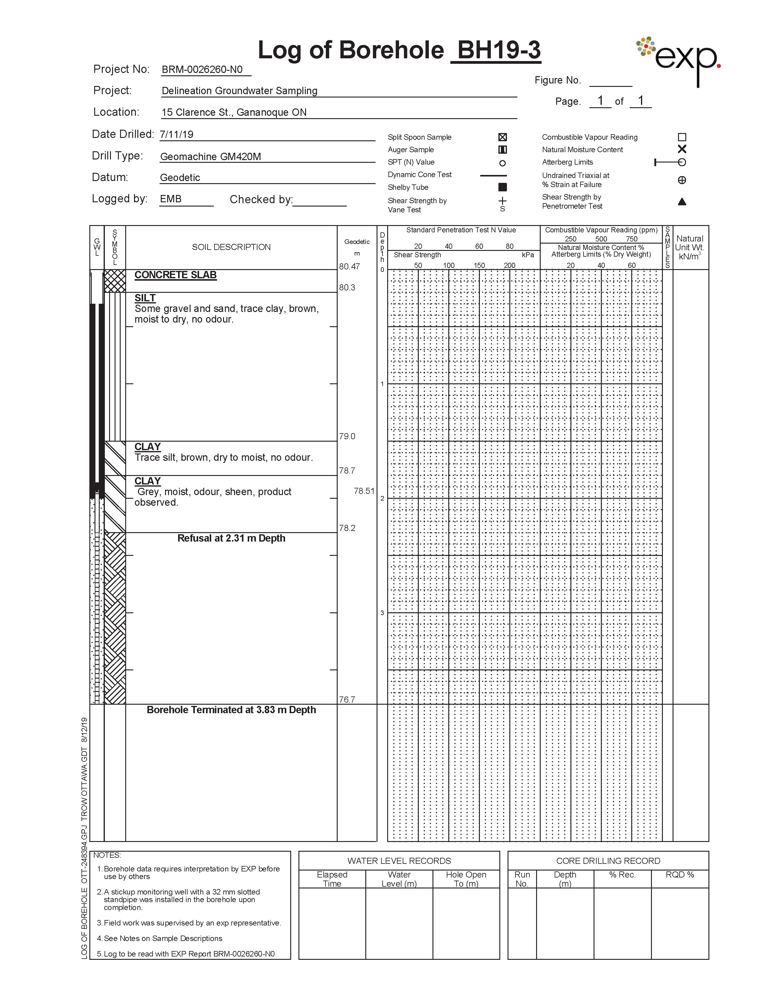 Log of Borehole BH19-3
exp.
Project No: BRM-0026260-N0
Figure No.
Project: Delineation Groundwater Sampling
Page. 1 of 1
Location: 15 Clarence St., Gananoque ON
Date Drilled: 7/11/19
Drill Type: Geomachine GM420M
Datum: Geodetic
Logged by: EMB Checked by:
Split Spoon Sample
Auger Sample
SPT (N) Value
Dynamic Cone Test
Shelby Tube
Shear Strength by
Vane Test
S
Combustible Vapour Reading
Natural Moisture Content
Atterberg Limits
Undrained Triaxial at
% Strain at Failure
Shear Strength by
Penetrometer Test
GWL
SYMBOL
SOIL DESCRIPTION
Geodetic
m
Depth
Standard Penetration Test N Value
20 40 60 80
Shear Strength kPa
50 100 150 200
Combustible Vapour Reading (ppm)
250 500 750
Natural Moisture Content %
Atterberg Limits (% Dry Weight)
20 40 60
SAMPLES
Natural
Unit Wt.
kN/m³
80.47
0
CONCRETE SLAB
80.3
SILT
Some gravel and sand, trace clay, brown,
moist to dry, no odour.
1
79.0
CLAY
Trace silt, brown, dry to moist, no odour.
78.7
CLAY
Grey, moist, odour, sheen, product
observed.
78.51
2
78.2
Refusal at 2.31 m Depth
3
76.7
Borehole Terminated at 3.83 m Depth
LOG OF BOREHOLE OTT-248394.GPJ TROW OTTAWA.GDT 8/12/19
NOTES:
1. Borehole data requires interpretation by EXP before
use by others
2. A stickup monitoring well with a 32 mm slotted
standpipe was installed in the borehole upon
completion.
3. Field work was supervised by an exp representative.
4. See Notes on Sample Descriptions
5. Log to be read with EXP Report BRM-0026260-N0
WATER LEVEL RECORDS
Elapsed
Time
Water
Level (m)
Hole Open
To (m)
CORE DRILLING RECORD
Run
No.
Depth
(m)
% Rec.
RQD %